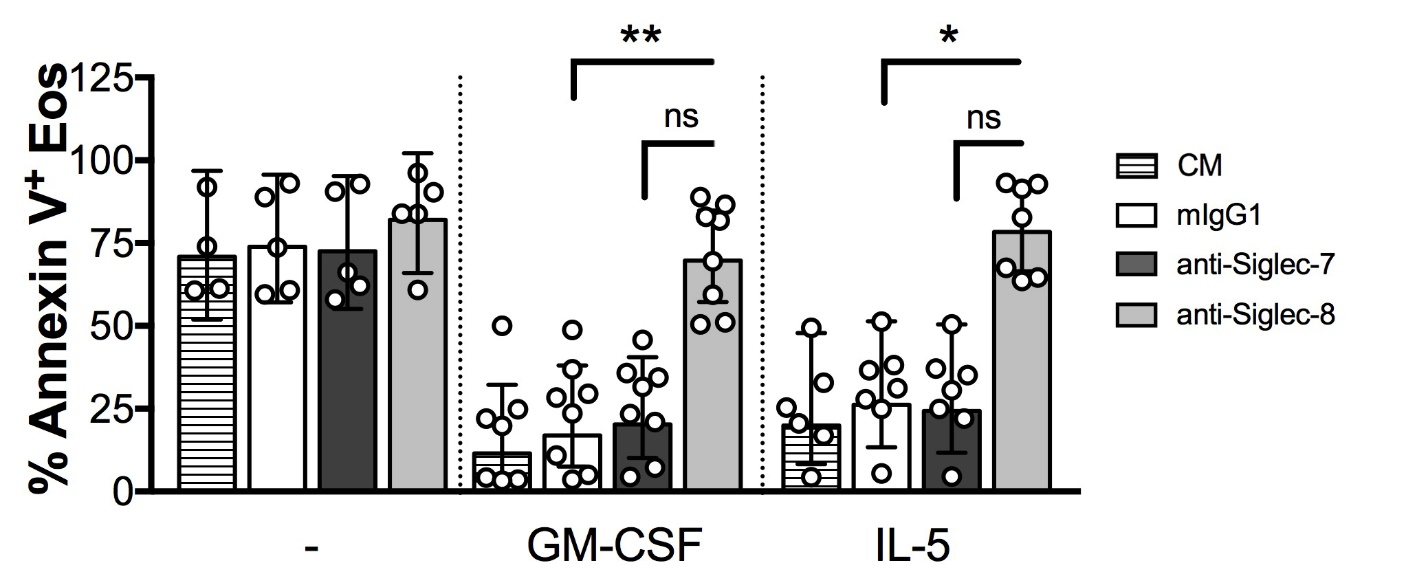 ** *
ns ns
125
100
75
50
25
0
% Annexin V⁺ Eos
- GM-CSF IL-5
CM
mIgG1
anti-Siglec-7
anti-Siglec-8